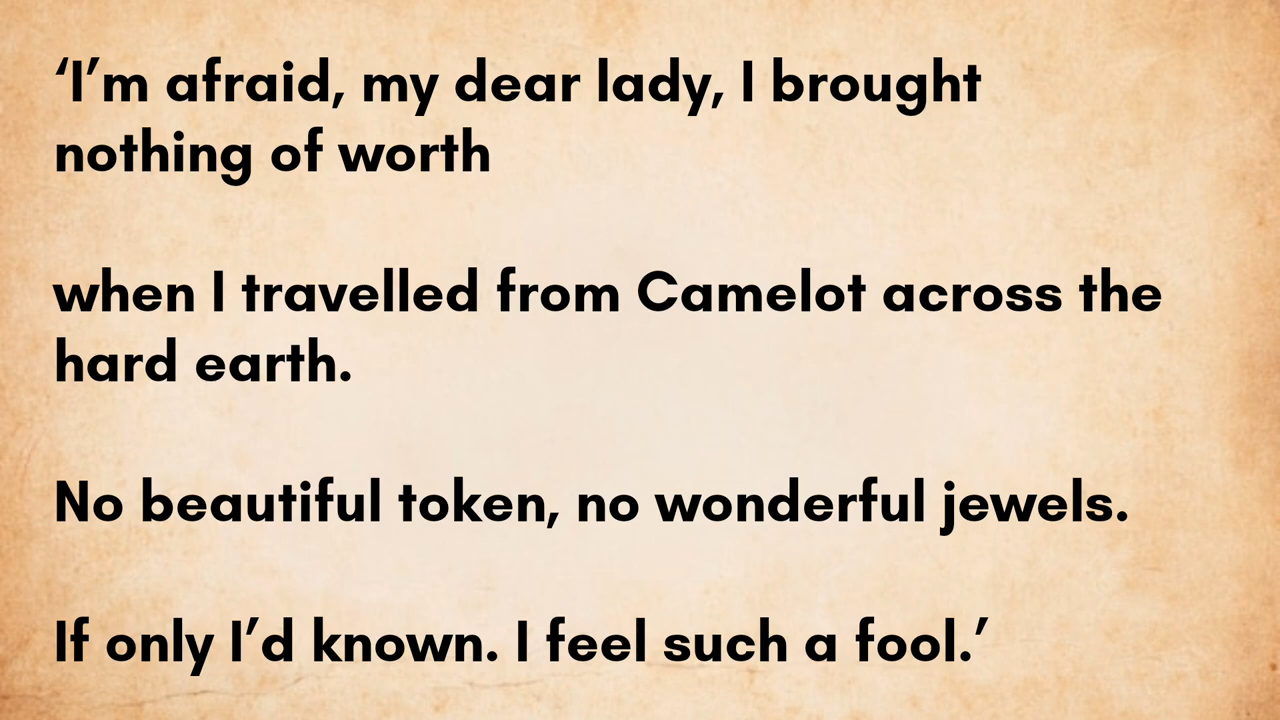 ‘I’m afraid, my dear lady, I brought
nothing of worth
when I travelled from Camelot across the
hard earth.
No beautiful token, no wonderful jewels.
If only I’d known. I feel such a fool.’